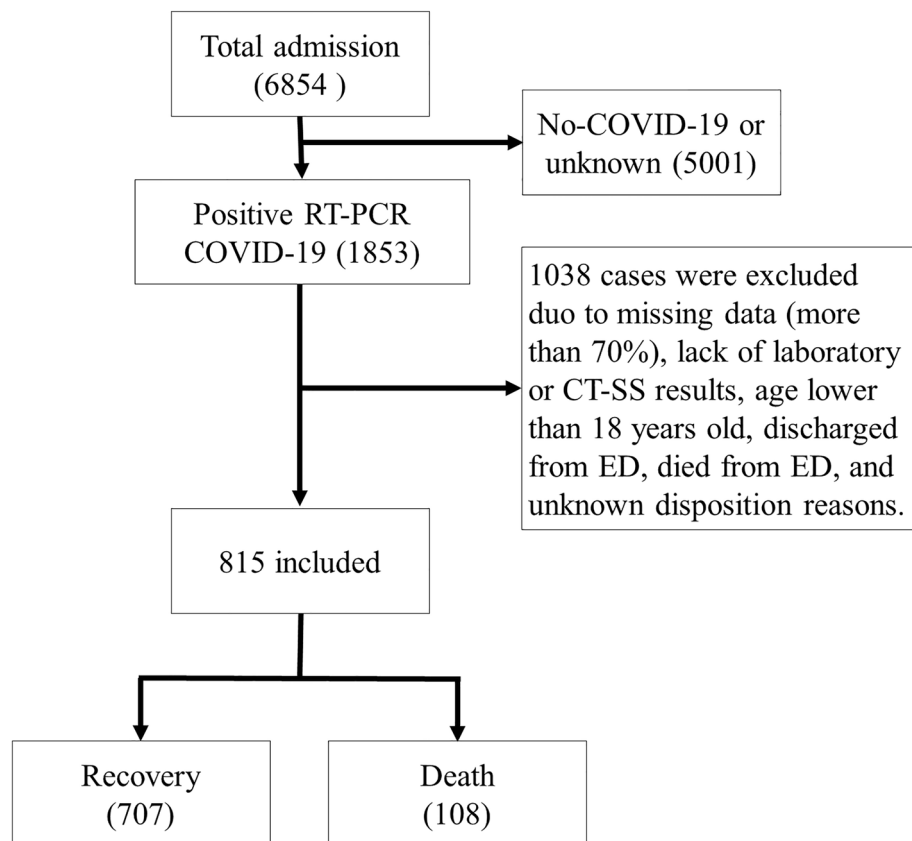 Total admission
(6854 )
No-COVID-19 or
unknown (5001)
Positive RT-PCR
COVID-19 (1853)
1038 cases were excluded
duo to missing data (more
than 70%), lack of laboratory
or CT-SS results, age lower
than 18 years old, discharged
from ED, died from ED, and
unknown disposition reasons.
815 included
Recovery
(707)
Death
(108)